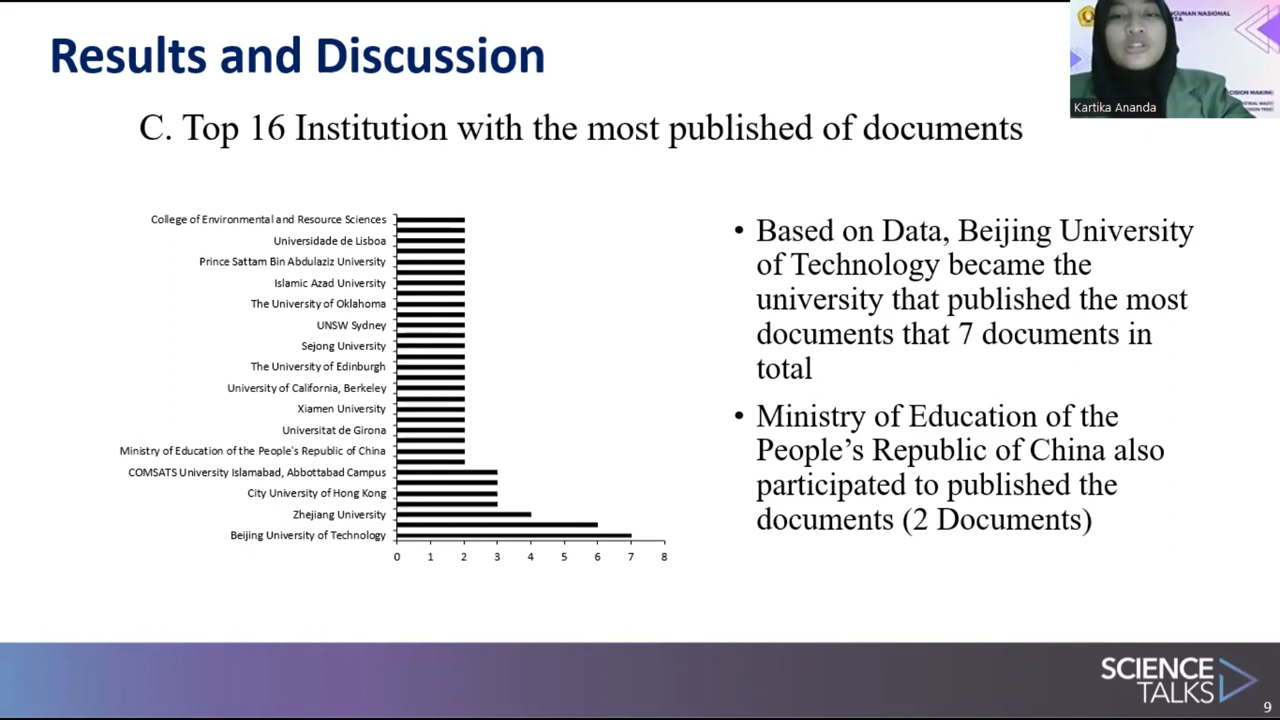 Results and Discussion
C. Top 16 Institution with the most published of documents
GUNAN NASIONAL
Kartika Ananda
College of Environmental and Resource Sciences
Universidade de Lisboa
Prince Sattam Bin Abdulaziz University
Islamic Azad University
The University of Oklahoma
UNSW Sydney
Sejong University
The University of Edinburgh
University of California, Berkeley
Xiamen University
Universitat de Girona
Ministry of Education of the People's Republic of China
COMSATS University Islamabad, Abbottabad Campus
City University of Hong Kong
Zhejiang University
Beijing University of Technology
0 1 2 3 4 5 6 7 8
• Based on Data, Beijing University
of Technology became the
university that published the most
documents that 7 documents in
total
• Ministry of Education of the
People’s Republic of China also
participated to published the
documents (2 Documents)
SCIENCE
TALKS
9